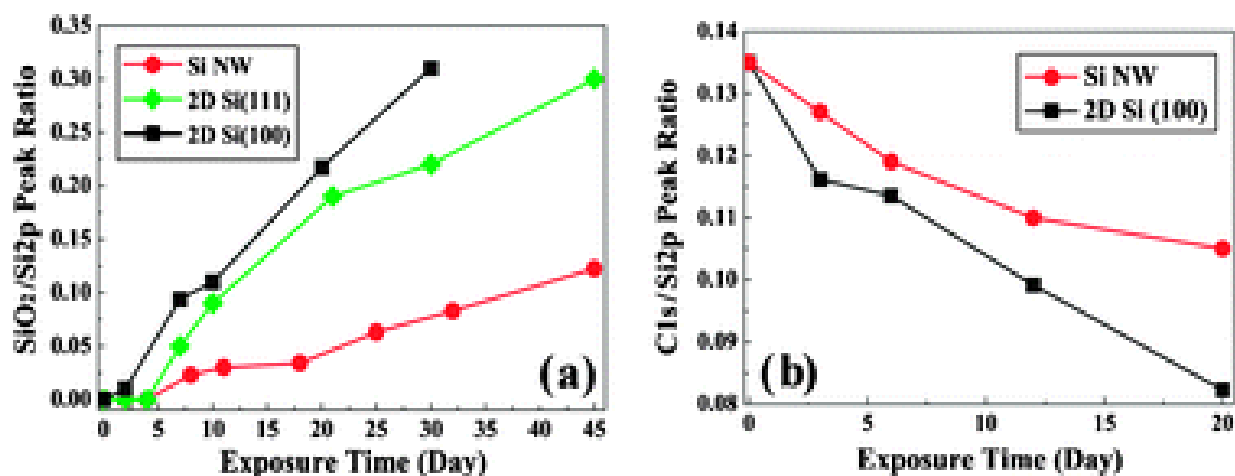 0.35
0.30
0.25
0.20
0.15
0.10
0.05
0.00
SiO₂/Si2p Peak Ratio
Si NW
2D Si(111)
2D Si(100)
(a)
0 5 10 15 20 25 30 35 40 45
Exposure Time (Day)
0.14
0.13
0.12
0.11
0.10
0.09
0.08
C1s/Si2p Peak Ratio
Si NW
2D Si (100)
(b)
0 5 10 15 20
Exposure Time (Day)